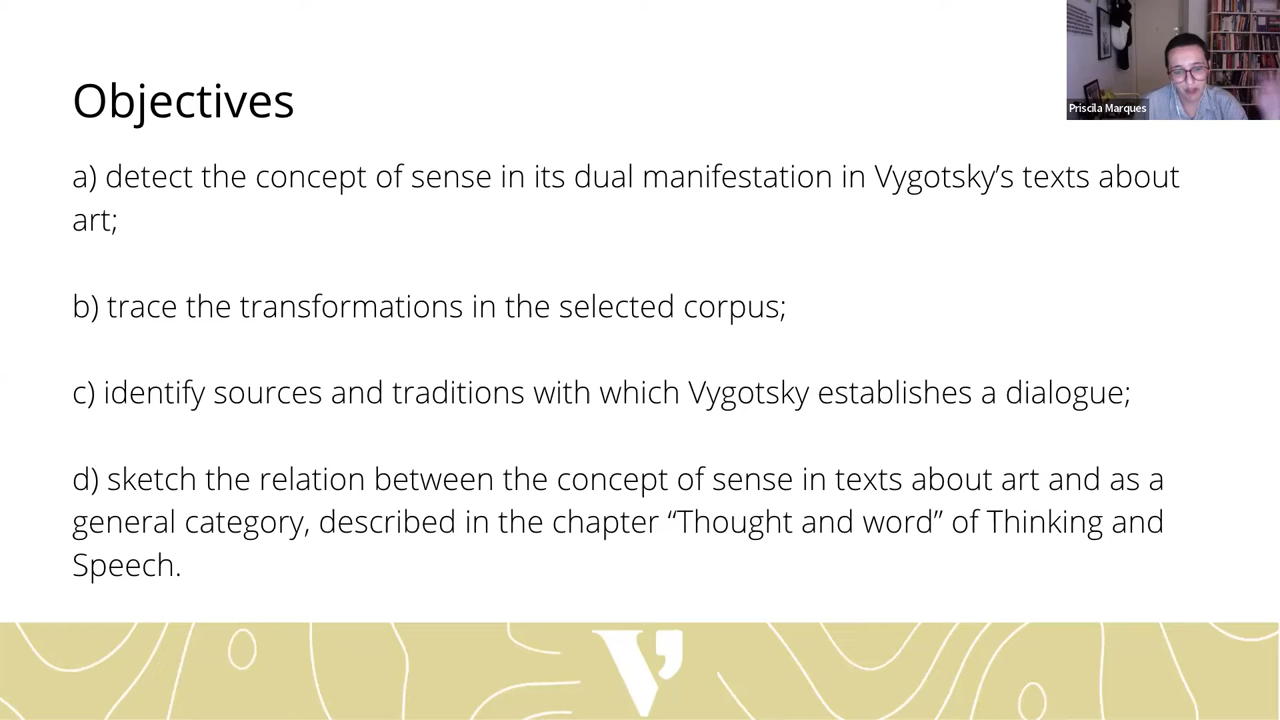 Objectives
Priscila Marques
a) detect the concept of sense in its dual manifestation in Vygotsky’s texts about
art;
b) trace the transformations in the selected corpus;
c) identify sources and traditions with which Vygotsky establishes a dialogue;
d) sketch the relation between the concept of sense in texts about art and as a
general category, described in the chapter “Thought and word” of Thinking and
Speech.